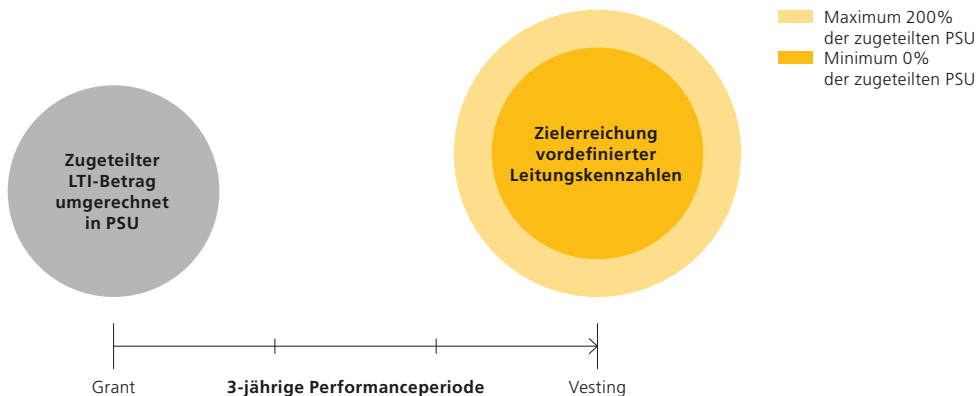 Maximum 200%
der zugeteilten PSU
Minimum 0%
der zugeteilten PSU
Zugeteilter
LTI-Betrag
umgerechnet
in PSU
Zielerreichung
vordefinierter
Leitungskennzahlen
Grant
3-jährige Performanceperiode
Vesting